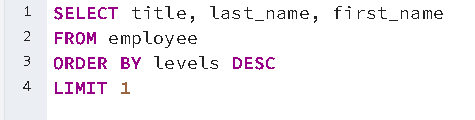 1 SELECT title, last_name, first_name
2 FROM employee
3 ORDER BY levels DESC
4 LIMIT 1